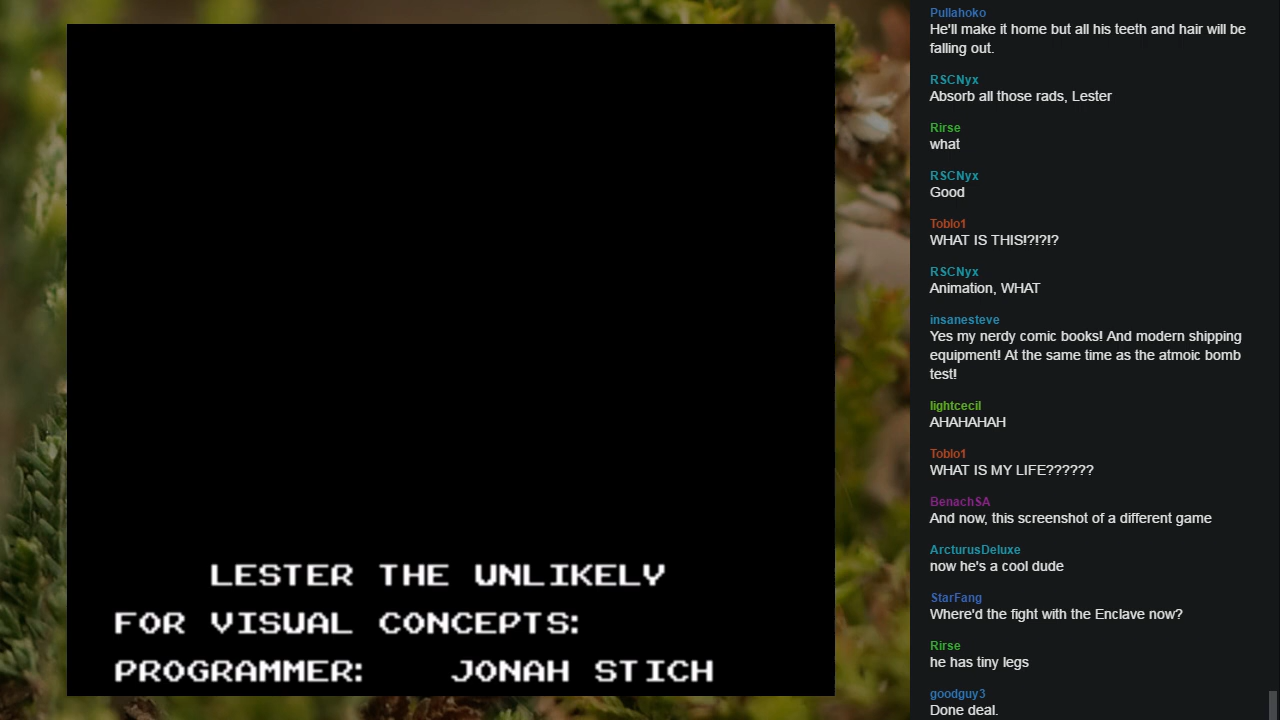 LESTER THE UNLIKELY
FOR VISUAL CONCEPTS:
PROGRAMMER: JONAH STICH
Pullahoko
He'll make it home but all his teeth and hair will be
falling out.
RSCNyx
Absorb all those rads, Lester
Rirse
what
RSCNyx
Good
Toblo1
WHAT IS THIS!?!?!?
RSCNyx
Animation, WHAT
insanesteve
Yes my nerdy comic books! And modern shipping
equipment! At the same time as the atmoic bomb
test!
lightcecil
AHAHAHAH
Toblo1
WHAT IS MY LIFE??????
BenachSA
And now, this screenshot of a different game
ArcturusDeluxe
now he's a cool dude
StarFang
Where'd the fight with the Enclave now?
Rirse
he has tiny legs
goodguy3
Done deal.